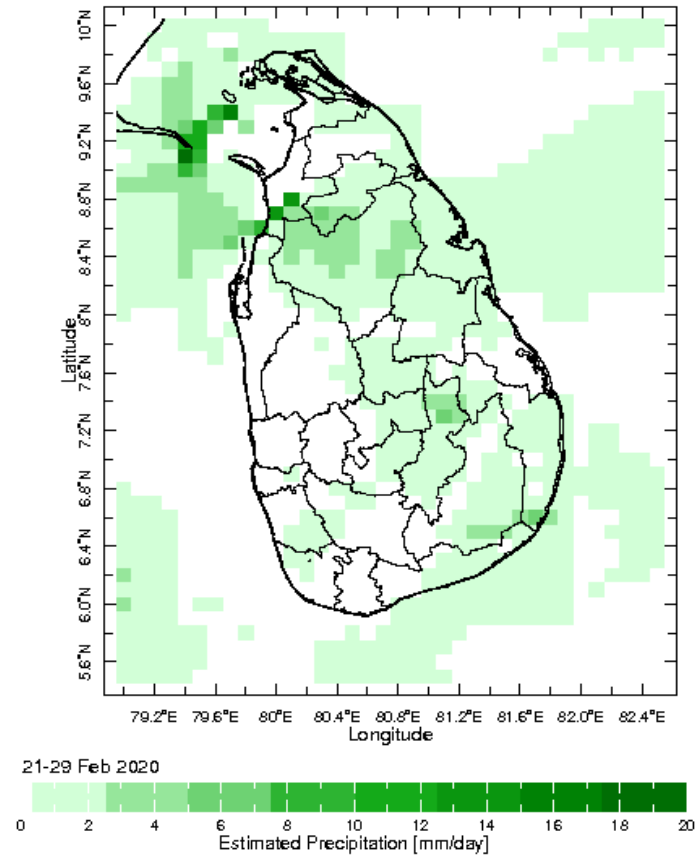 10°N
9.6°N
9.2°N
8.8°N
8.4°N
8°N
7.6°N
7.2°N
6.8°N
6.4°N
6.0°N
5.6°N
Latitude
79.2°E 79.6°E 80°E 80.4°E 80.8°E 81.2°E 81.6°E 82.0°E 82.4°E
Longitude
21-29 Feb 2020
0 2 4 6 8 10 12 14 16 18 20
Estimated Precipitation [mm/day]